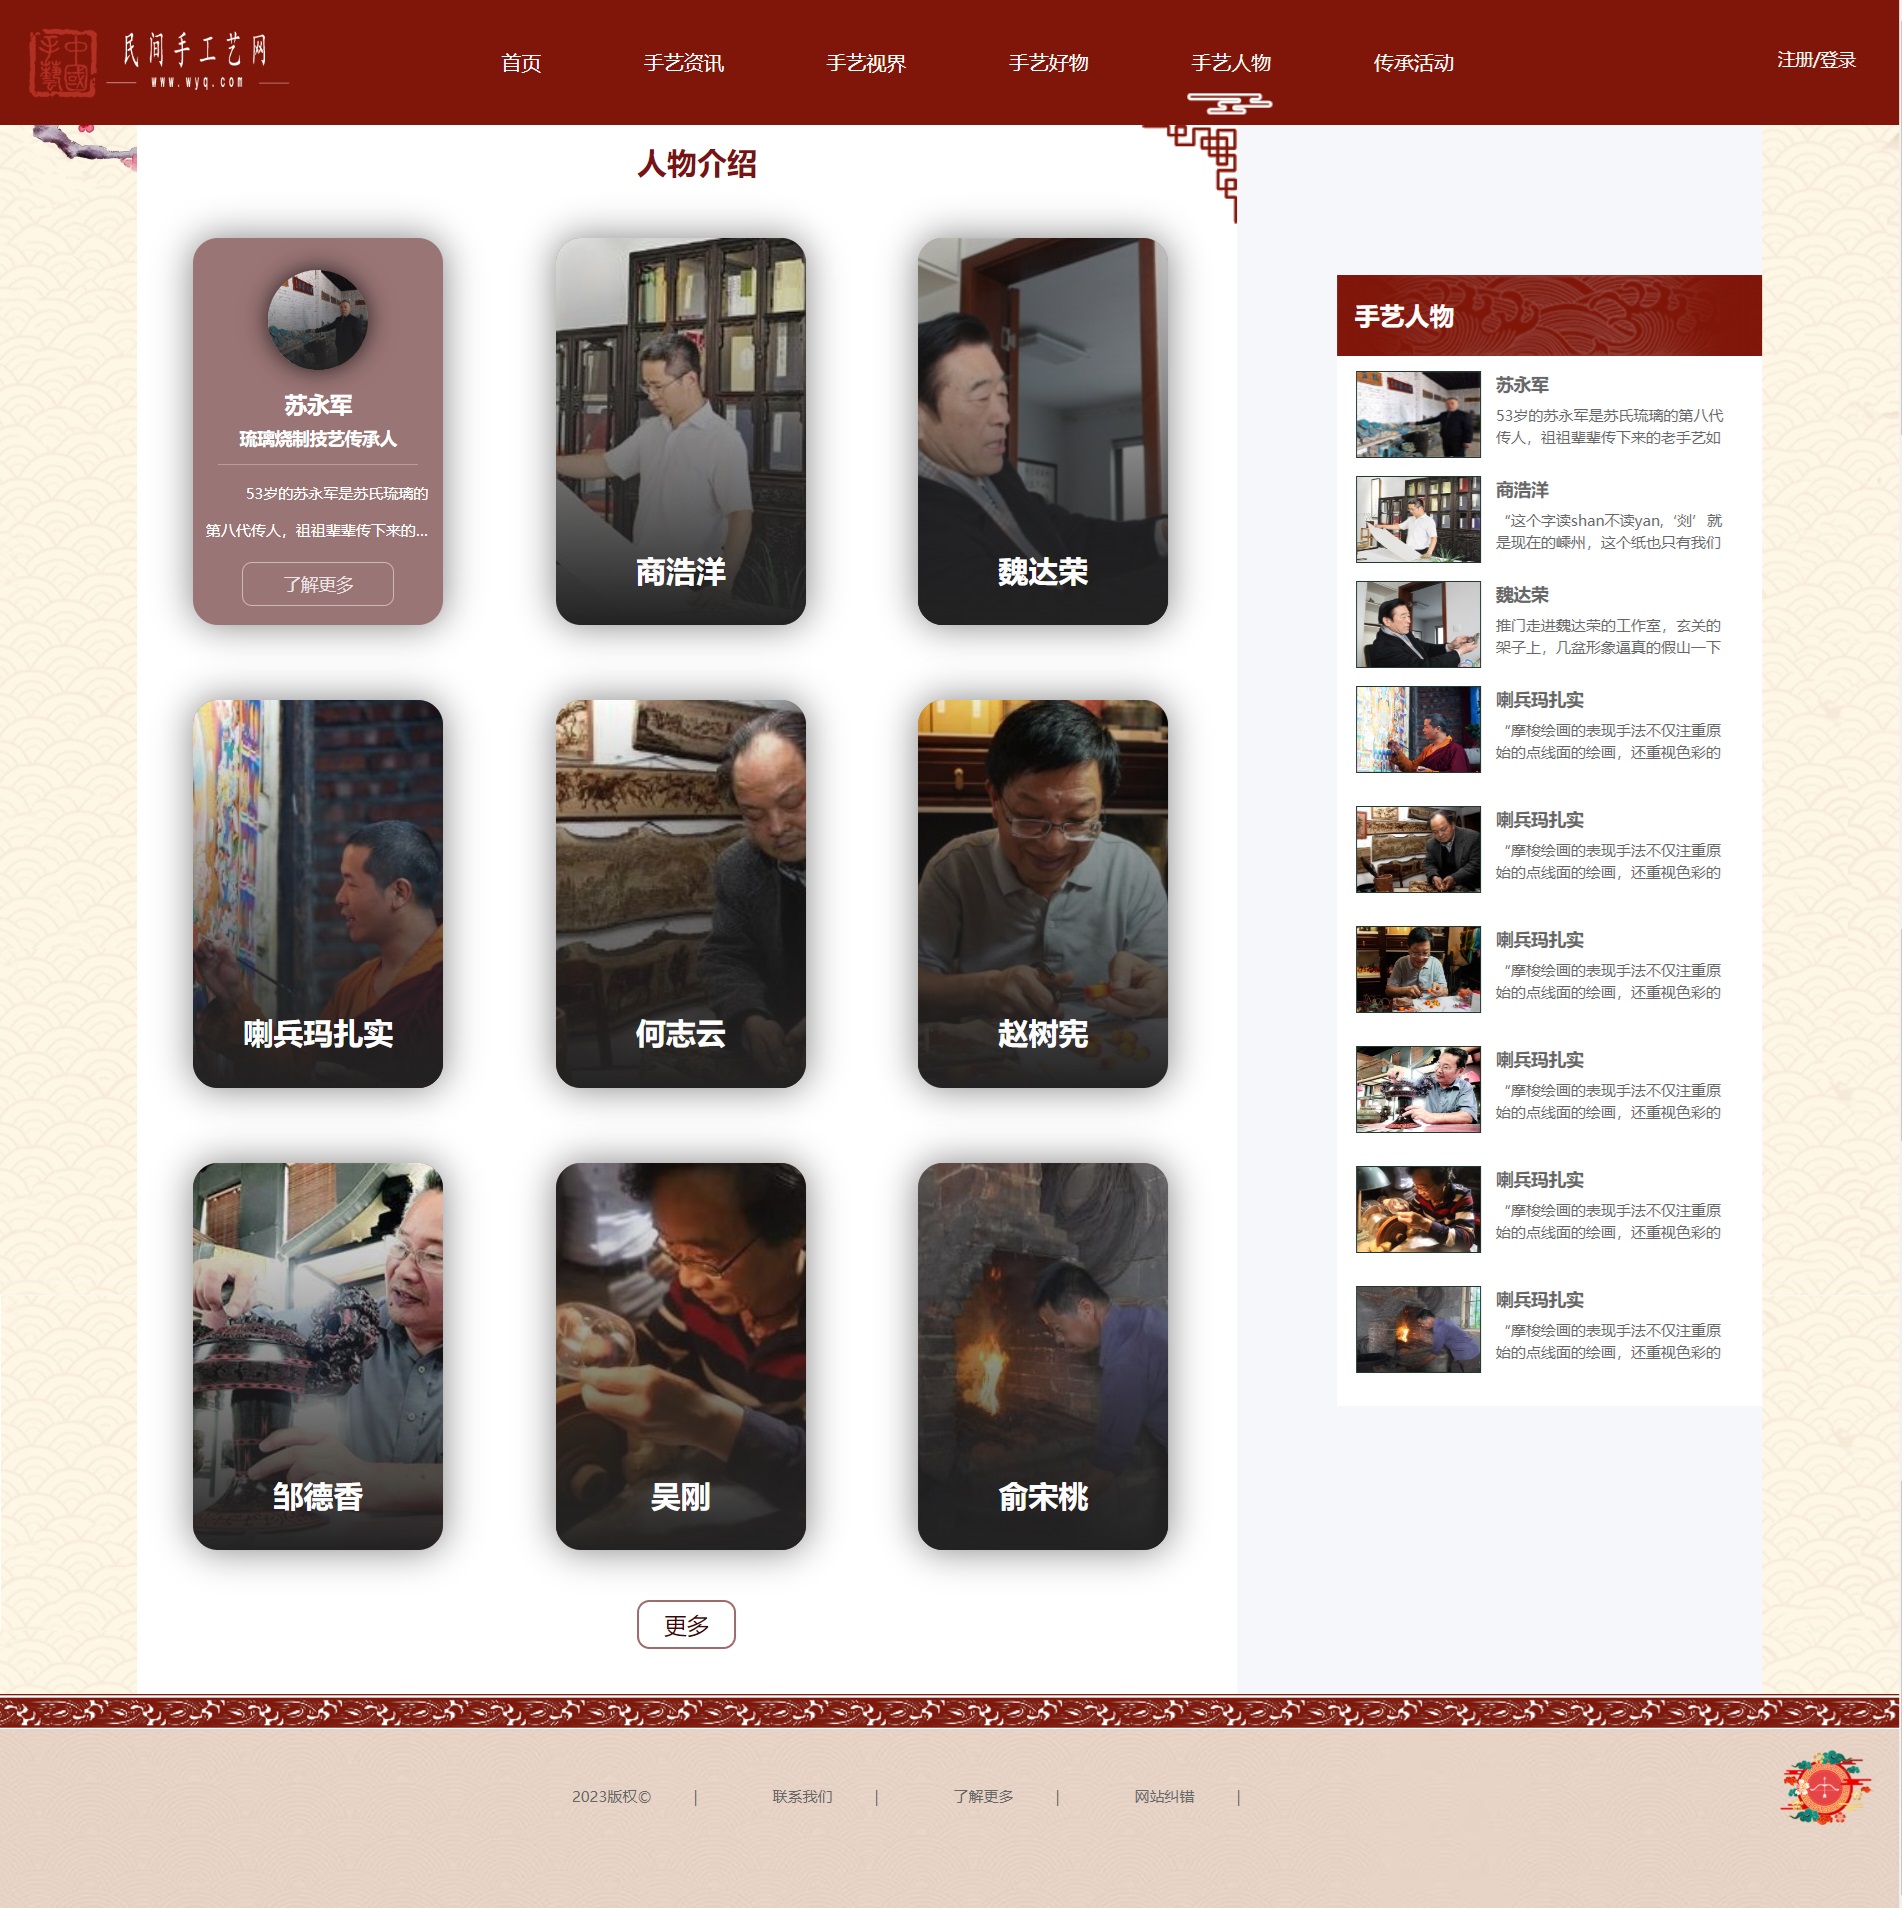 中國手藝
民间手工艺网
www.wyq.com
首页
手艺资讯
手艺视界
手艺好物
手艺人物
传承活动
注册/登录
人物介绍
苏永军
琉璃烧制技艺传承人
53岁的苏永军是苏氏琉璃的
第八代传人，祖祖辈辈传下来的...
了解更多
商浩洋
魏达荣
喇兵玛扎实
何志云
赵树宪
邹德香
吴刚
俞宋桃
更多
手艺人物
苏永军
53岁的苏永军是苏氏琉璃的第八代
传人，祖祖辈辈传下来的老手艺如
商浩洋
“这个字读shan不读yan,‘剡’就
是现在的嵊州，这个纸也只有我们
魏达荣
推门走进魏达荣的工作室，玄关的
架子上，几盆形象逼真的假山一下
喇兵玛扎实
“摩梭绘画的表现手法不仅注重原
始的点线面的绘画，还重视色彩的
喇兵玛扎实
“摩梭绘画的表现手法不仅注重原
始的点线面的绘画，还重视色彩的
喇兵玛扎实
“摩梭绘画的表现手法不仅注重原
始的点线面的绘画，还重视色彩的
喇兵玛扎实
“摩梭绘画的表现手法不仅注重原
始的点线面的绘画，还重视色彩的
喇兵玛扎实
“摩梭绘画的表现手法不仅注重原
始的点线面的绘画，还重视色彩的
喇兵玛扎实
“摩梭绘画的表现手法不仅注重原
始的点线面的绘画，还重视色彩的
2023版权© | 联系我们 | 了解更多 | 网站纠错 |